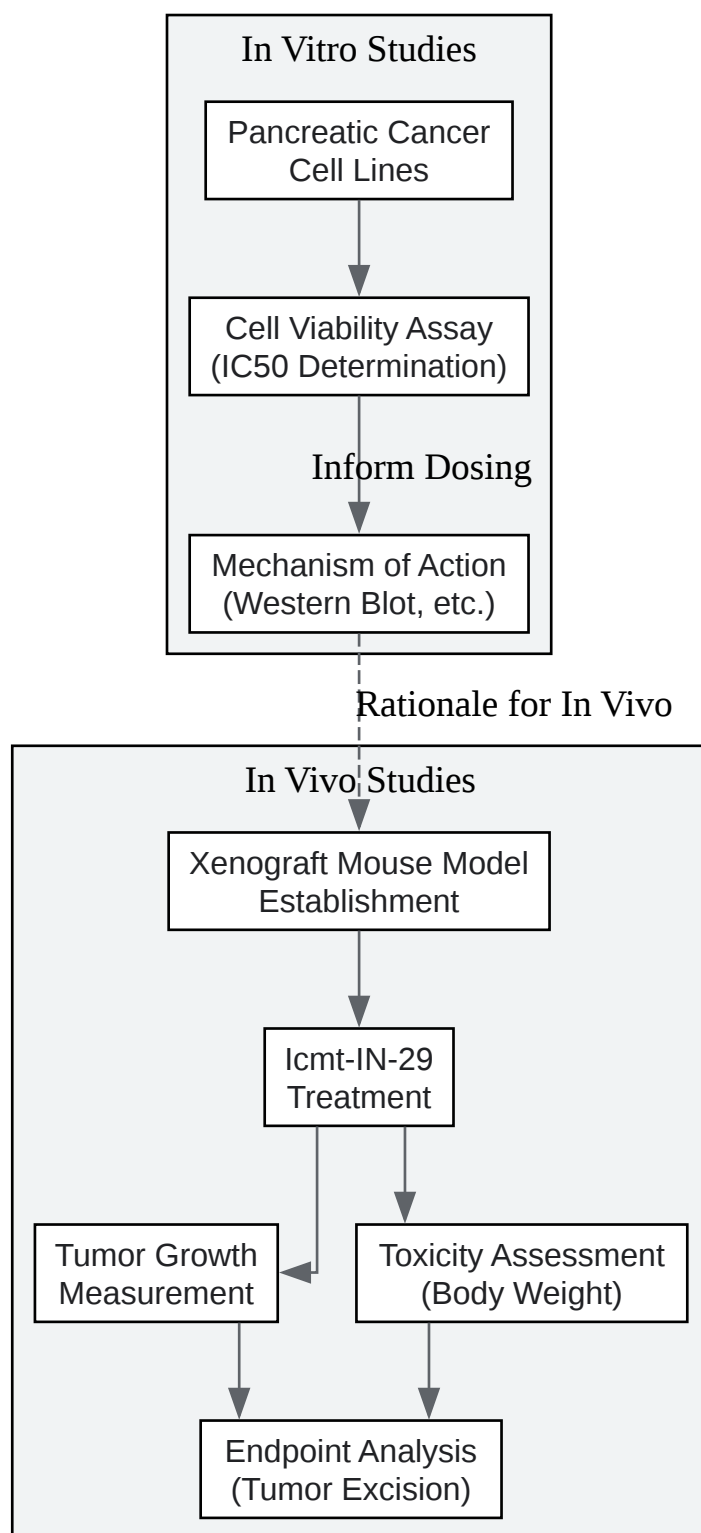 In Vitro Studies
Pancreatic Cancer
Cell Lines
Cell Viability Assay
(IC50 Determination)
Inform Dosing
Mechanism of Action
(Western Blot, etc.)
Rationale for In Vivo
In Vivo Studies
Xenograft Mouse Model
Establishment
Icmt-IN-29
Treatment
Tumor Growth
Measurement
Toxicity Assessment
(Body Weight)
Endpoint Analysis
(Tumor Excision)